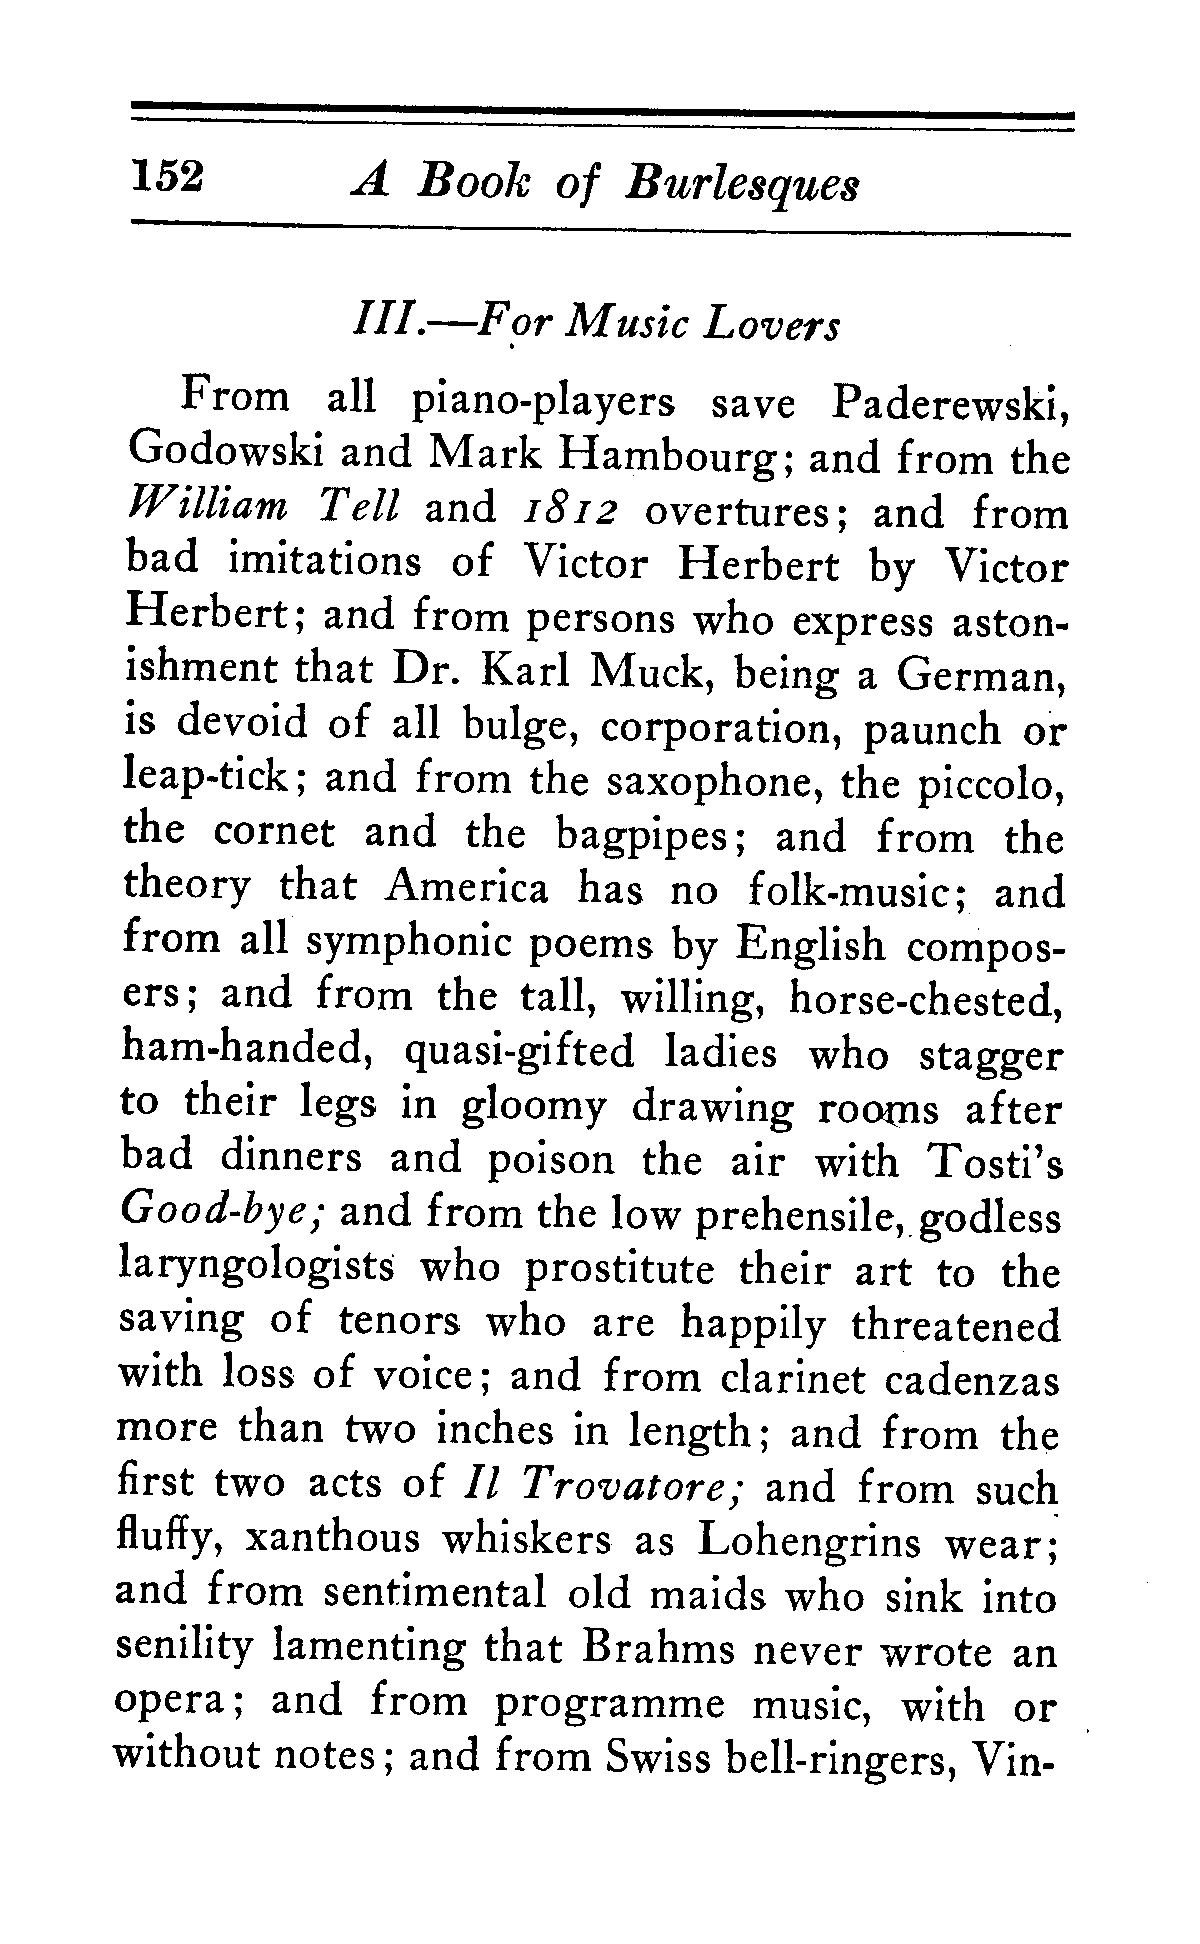 152 A Book of Burlesques
III.—For Music Lovers
From all piano-players save Paderewski,
Godowski and Mark Hambourg; and from the
William Tell and 1812 overtures; and from
bad imitations of Victor Herbert by Victor
Herbert; and from persons who express aston-
ishment that Dr. Karl Muck, being a German,
is devoid of all bulge, corporation, paunch or
leap-tick; and from the saxophone, the piccolo,
the cornet and the bagpipes; and from the
theory that America has no folk-music; and
from all symphonic poems by English compos-
ers; and from the tall, willing, horse-chested,
ham-handed, quasi-gifted ladies who stagger
to their legs in gloomy drawing rooms after
bad dinners and poison the air with Tosti's
Good-bye; and from the low prehensile, godless
laryngologists who prostitute their art to the
saving of tenors who are happily threatened
with loss of voice; and from clarinet cadenzas
more than two inches in length; and from the
first two acts of Il Trovatore; and from such
fluffy, xanthous whiskers as Lohengrins wear;
and from sentimental old maids who sink into
senility lamenting that Brahms never wrote an
opera; and from programme music, with or
without notes; and from Swiss bell-ringers, Vin-